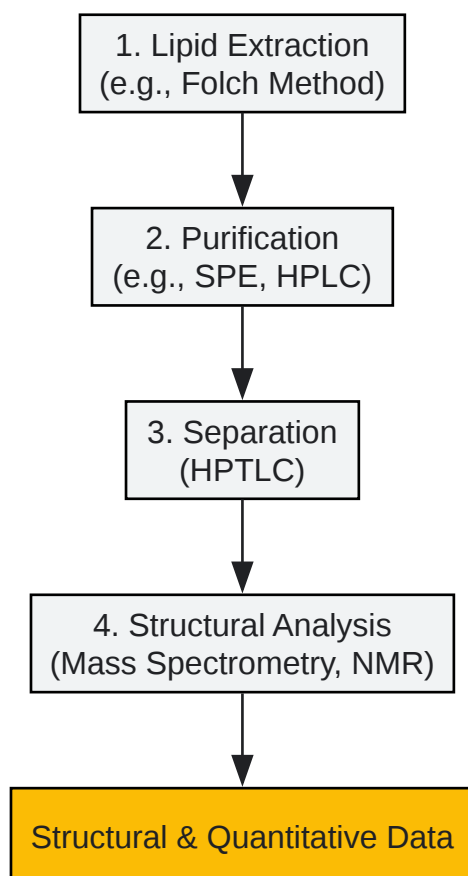 1. Lipid Extraction
(e.g., Folch Method)
2. Purification
(e.g., SPE, HPLC)
3. Separation
(HPTLC)
4. Structural Analysis
(Mass Spectrometry, NMR)
Structural & Quantitative Data